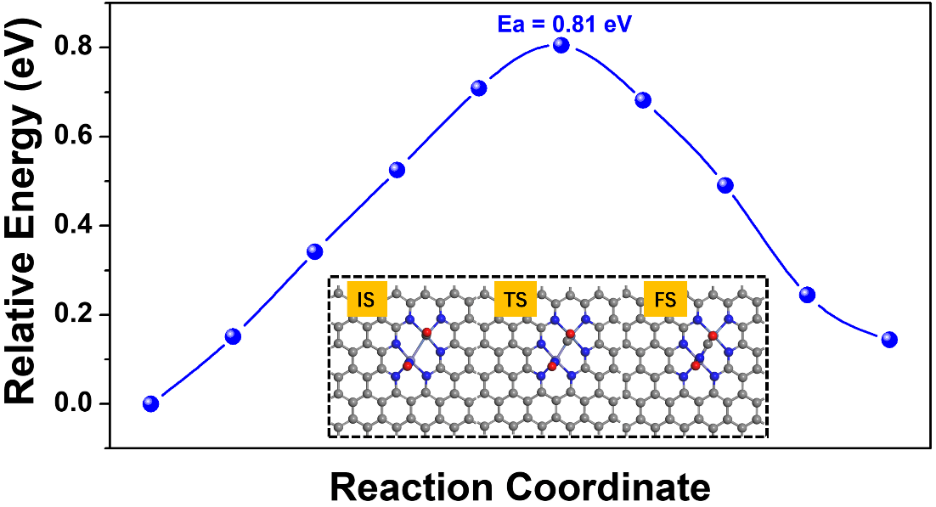 Ea = 0.81 eV
Relative Energy (eV)
0.8
0.6
0.4
0.2
0.0
IS
TS
FS
Reaction Coordinate